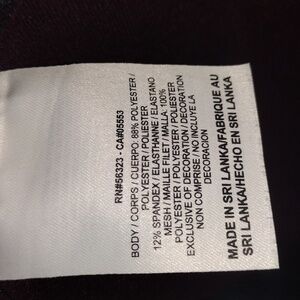 RN#56323 - CA#05553
BODY / CORPS / CUERPO: 88% POLYESTER /
POLYESTER / POLIESTER
12% SPANDEX / ELASTHANNE / ELASTANO
MESH / MAILLE FILET / MALLA: 100%
POLYESTER / POLYESTER / POLIESTER
EXCLUSIVE OF DECORATION / DECORATION
NON COMPRISE / NO INCLUYE LA
DECORACION
MADE IN SRI LANKA/FABRIQUE AU
SRI LANKA/HECHO EN SRI LANKA